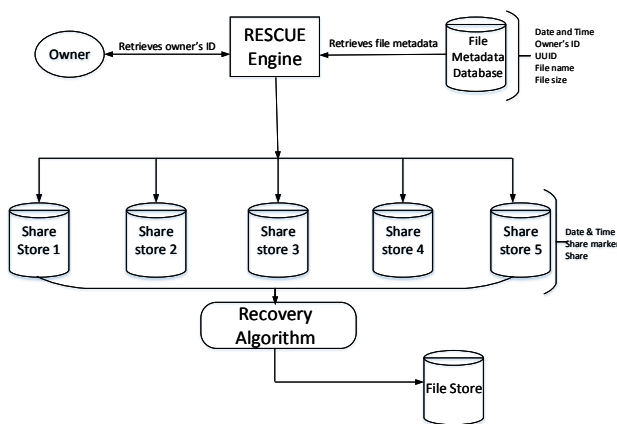 Owner
Retrieves owner's ID
RESCUE
Engine
Retrieves file metadata
File
Metadata
Database
Date and Time
Owner's ID
UUID
File name
File size
Share
Store 1
Share
store 2
Share
store 3
Share
store 4
Share
store 5
Date & Time
Share marker
Share
Recovery
Algorithm
File Store